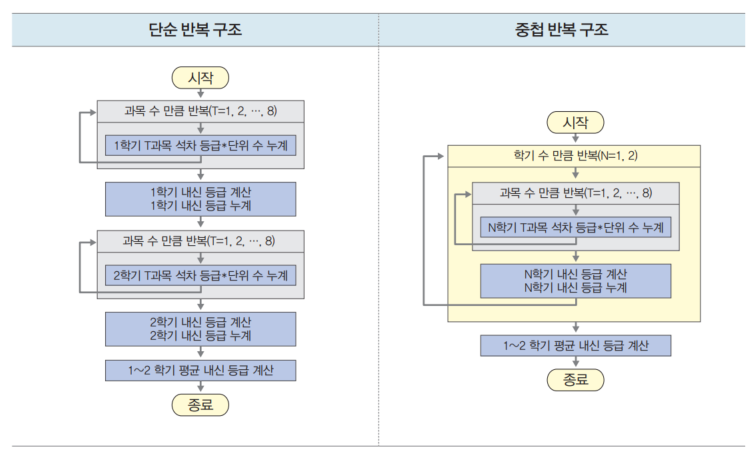 단순 반복 구조
시작
과목 수 만큼 반복(T=1, 2, …, 8)
1학기 T과목 석차 등급*단위 수 누계
1학기 내신 등급 계산
1학기 내신 등급 누계
과목 수 만큼 반복(T=1, 2, …, 8)
2학기 T과목 석차 등급*단위 수 누계
2학기 내신 등급 계산
2학기 내신 등급 누계
1～2 학기 평균 내신 등급 계산
종료
중첩 반복 구조
시작
학기 수 만큼 반복(N=1, 2)
과목 수 만큼 반복(T=1, 2, …, 8)
N학기 T과목 석차 등급*단위 수 누계
N학기 내신 등급 계산
N학기 내신 등급 누계
1～2 학기 평균 내신 등급 계산
종료